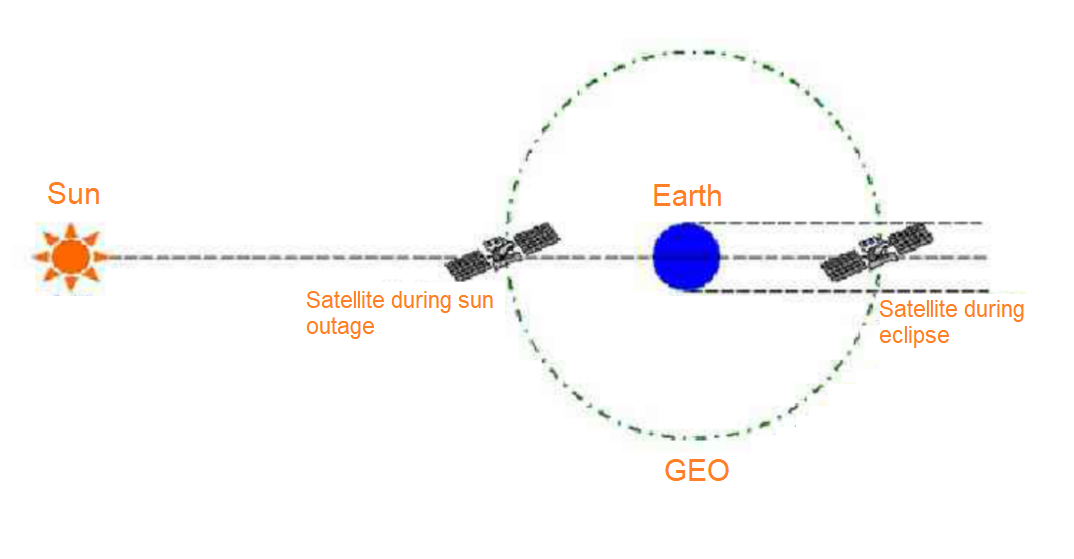 Sun
Earth
Satellite during sun
outage
Satellite during
eclipse
GEO